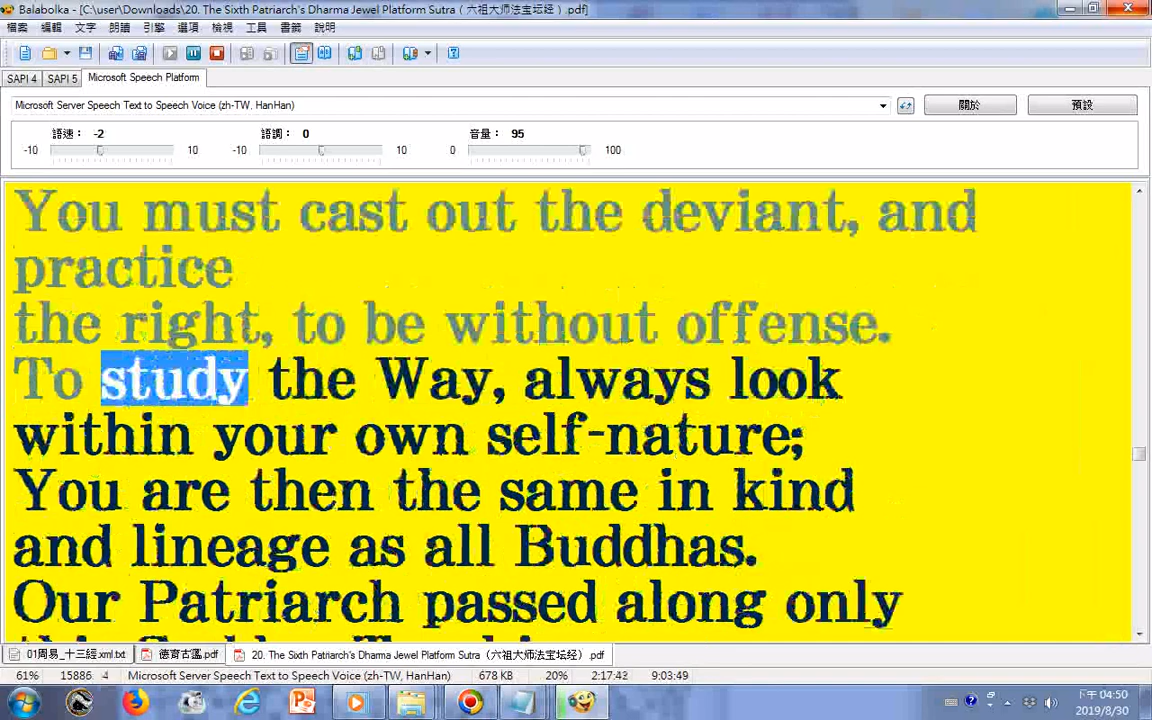 Balabolka - [C:\user\Downloads\20. The Sixth Patriarch's Dharma Jewel Platform Sutra (六祖大师法宝坛经) .pdf]
檔案 編輯 文字 朗讀 引擎 選項 檢視 工具 書籤 說明
SAPI 4 SAPI 5 Microsoft Speech Platform
Microsoft Server Speech Text to Speech Voice (zh-TW, HanHan)
關於 預設
語速： -2 語調： 0 音量： 95
-10 10 -10 10 0 100
You must cast out the deviant, and
practice
the right, to be without offense.
To study the Way, always look
within your own self-nature;
You are then the same in kind
and lineage as all Buddhas.
Our Patriarch passed along only
01周易_十三經.xml.txt 德育古鑑.pdf 20. The Sixth Patriarch's Dharma Jewel Platform Sutra (六祖大师法宝坛经) .pdf
61% 15886 4 Microsoft Server Speech Text to Speech Voice (zh-TW, HanHan) 678 KB 20% 2:17:42 9:03:49
下午 04:50
2019/8/30